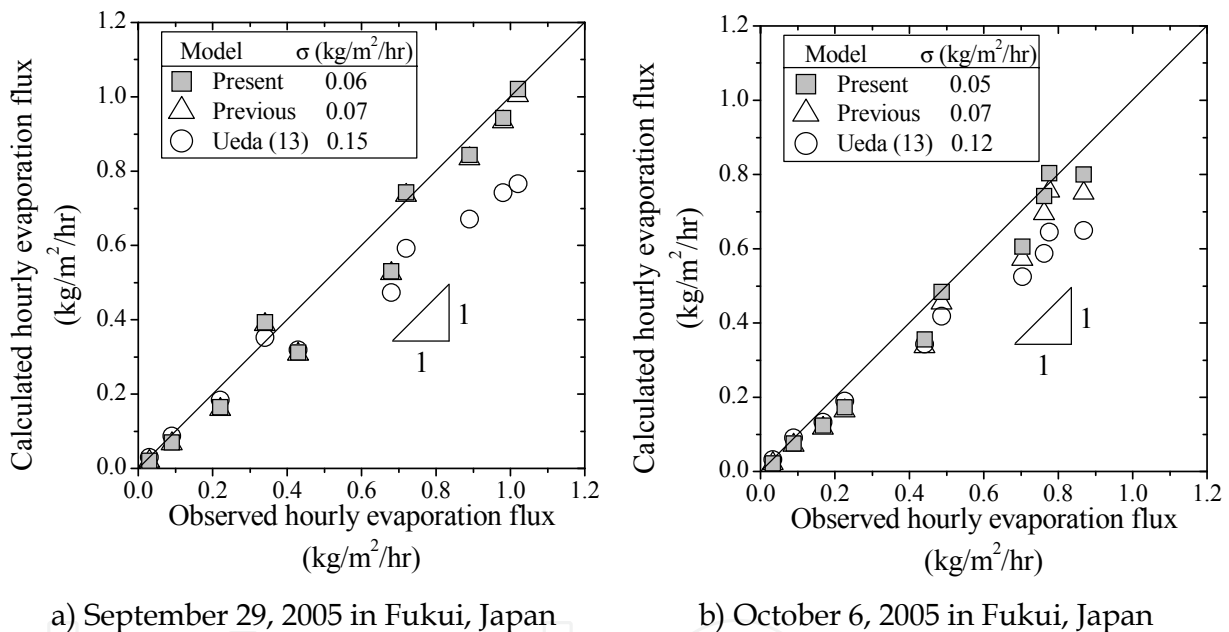 1.2
1.0
0.8
0.6
0.4
0.2
0.0
Calculated hourly evaporation flux
(kg/m²/hr)
Model σ (kg/m²/hr)
Present 0.06
Previous 0.07
Ueda (13) 0.15
1
1
0.0 0.2 0.4 0.6 0.8 1.0 1.2
Observed hourly evaporation flux
(kg/m²/hr)
a) September 29, 2005 in Fukui, Japan
1.2
1.0
0.8
0.6
0.4
0.2
0.0
Calculated hourly evaporation flux
(kg/m²/hr)
Model σ (kg/m²/hr)
Present 0.05
Previous 0.07
Ueda (13) 0.12
1
1
0.0 0.2 0.4 0.6 0.8 1.0 1.2
Observed hourly evaporation flux
(kg/m²/hr)
b) October 6, 2005 in Fukui, Japan